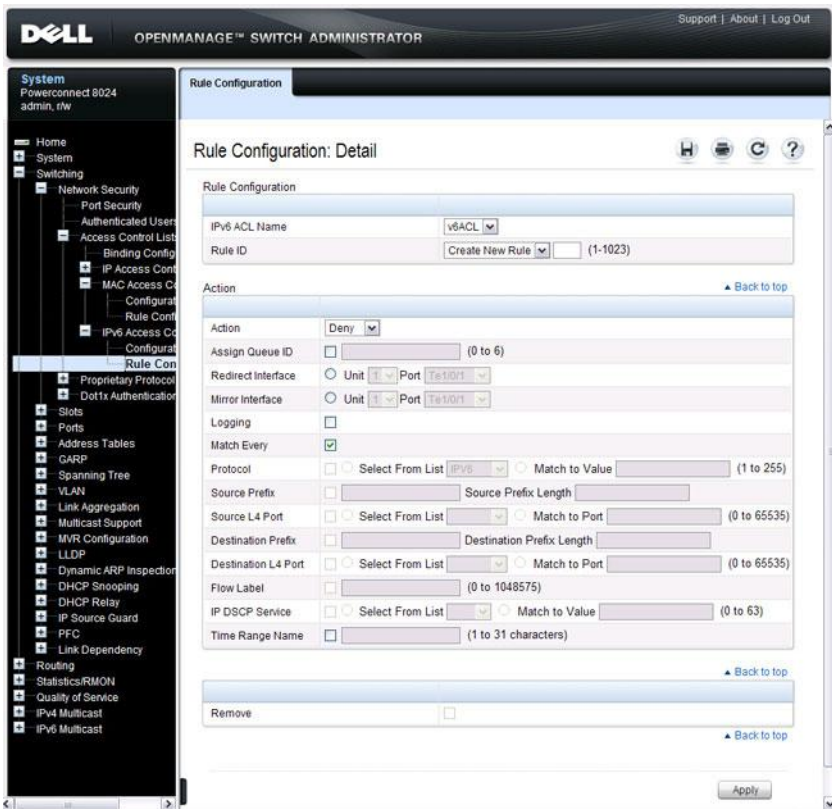 Support | About | Log Out
DELL
OPENMANAGE™ SWITCH ADMINISTRATOR
System
Powerconnect 8024
admin, r/w
Rule Configuration
Home
System
Switching
Network Security
Port Security
Authenticated Users
Access Control Lists
Binding Config
IP Access Cont
MAC Access Co
Configurat
Rule Confi
IPv6 Access Co
Configurat
Rule Con
Proprietary Protocol
Dot1x Authentication
Slots
Ports
Address Tables
GARP
Spanning Tree
VLAN
Link Aggregation
Multicast Support
MVR Configuration
LLDP
Dynamic ARP Inspection
DHCP Snooping
DHCP Relay
IP Source Guard
PFC
Link Dependency
Routing
Statistics/RMON
Quality of Service
IPv4 Multicast
IPv6 Multicast
Rule Configuration: Detail
Rule Configuration
IPv6 ACL Name v6ACL
Rule ID Create New Rule (1-1023)
Action Back to top
Action Deny
Assign Queue ID (0 to 6)
Redirect Interface Unit 1 Port Te1/0/1
Mirror Interface Unit 1 Port Te1/0/1
Logging
Match Every
Protocol Select From List IPV6 Match to Value (1 to 255)
Source Prefix Source Prefix Length
Source L4 Port Select From List Match to Port (0 to 65535)
Destination Prefix Destination Prefix Length
Destination L4 Port Select From List Match to Port (0 to 65535)
Flow Label (0 to 1048575)
IP DSCP Service Select From List Match to Value (0 to 63)
Time Range Name (1 to 31 characters)
Back to top
Remove
Back to top
Apply